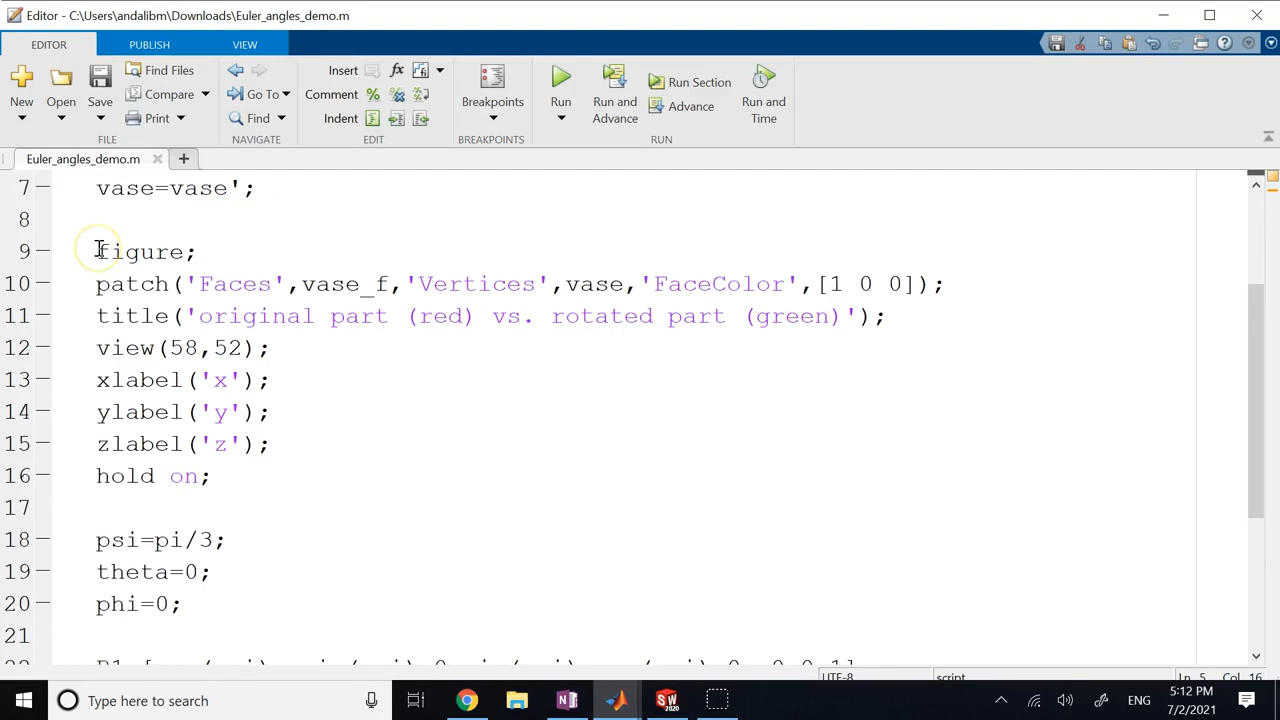 Editor - C:\Users\andalibm\Downloads\Euler_angles_demo.m
EDITOR PUBLISH VIEW
New Open Save Find Files Compare Print Go To Find Insert fx Comment Indent Breakpoints Run Run and Advance Run Section Advance Run and Time
FILE NAVIGATE EDIT BREAKPOINTS RUN
Euler_angles_demo.m
7 vase=vase';
8
9 figure;
10 patch('Faces',vase_f,'Vertices',vase,'FaceColor',[1 0 0]);
11 title('original part (red) vs. rotated part (green)');
12 view(58,52);
13 xlabel('x');
14 ylabel('y');
15 zlabel('z');
16 hold on;
17
18 psi=pi/3;
19 theta=0;
20 phi=0;
21
UTF-8 script Ln 5 Col 16
Type here to search
ENG
5:12 PM
7/2/2021